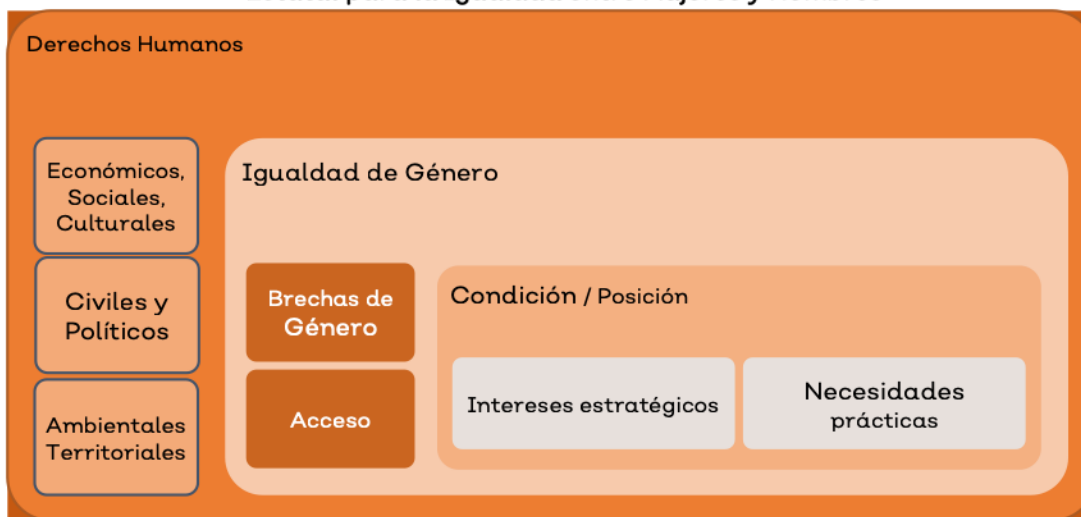 Derechos Humanos
Económicos,
Sociales,
Culturales
Civiles y
Políticos
Ambientales
Territoriales
Igualdad de Género
Brechas de
Género
Acceso
Condición / Posición
Intereses estratégicos
Necesidades
prácticas